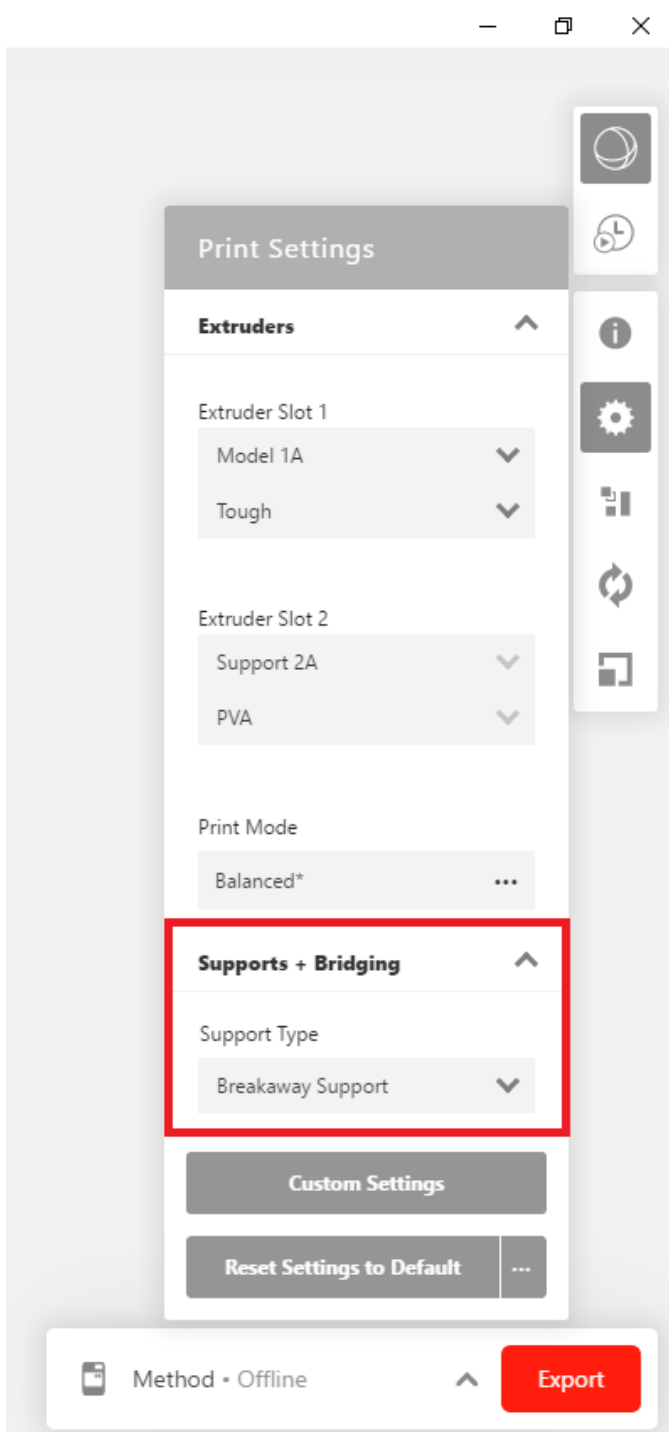 Print Settings
Extruders
Extruder Slot 1
Model 1A
Tough
Extruder Slot 2
Support 2A
PVA
Print Mode
Balanced*
Supports + Bridging
Support Type
Breakaway Support
Custom Settings
Reset Settings to Default
Method • Offline
Export